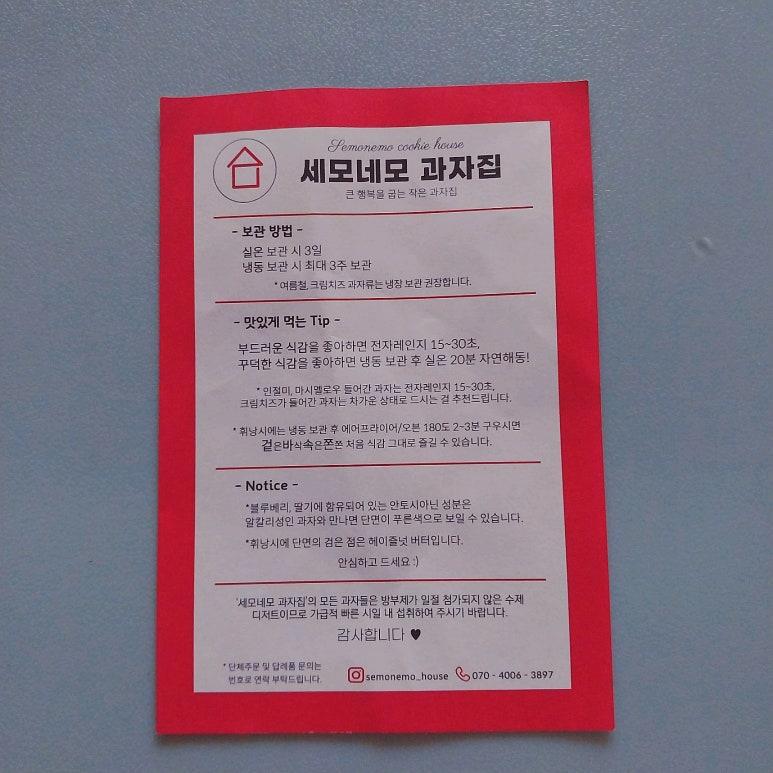 Semonemo cookie house
세모네모 과자집
큰 행복을 굽는 작은 과자집
- 보관 방법 -
실온 보관 시 3일
냉동 보관 시 최대 3주 보관
* 여름철, 크림치즈 과자류는 냉장 보관 권장합니다.
- 맛있게 먹는 Tip -
부드러운 식감을 좋아하면 전자레인지 15~30초,
꾸덕한 식감을 좋아하면 냉동 보관 후 실온 20분 자연해동!
* 인절미, 마시멜로우 들어간 과자는 전자레인지 15~30초,
크림치즈가 들어간 과자는 차가운 상태로 드시는 걸 추천드립니다.
* 휘낭시에는 냉동 보관 후 에어프라이어/오븐 180도 2~3분 구우시면
겉은바삭속은쫀쫀 처음 식감 그대로 즐길 수 있습니다.
- Notice -
*블루베리, 딸기에 함유되어 있는 안토시아닌 성분은
알칼리성인 과자와 만나면 단면이 푸른색으로 보일 수 있습니다.
*휘낭시에 단면의 검은 점은 헤이즐넛 버터입니다.
안심하고 드세요 :)
'세모네모 과자집'의 모든 과자들은 방부제가 일절 첨가되지 않은 수제
디저트이므로 가급적 빠른 시일 내 섭취하여 주시기 바랍니다.
감사합니다 ♥
* 단체주문 및 답례품 문의는
번호로 연락 부탁드립니다.
semonemo_house 070 - 4006 - 3897